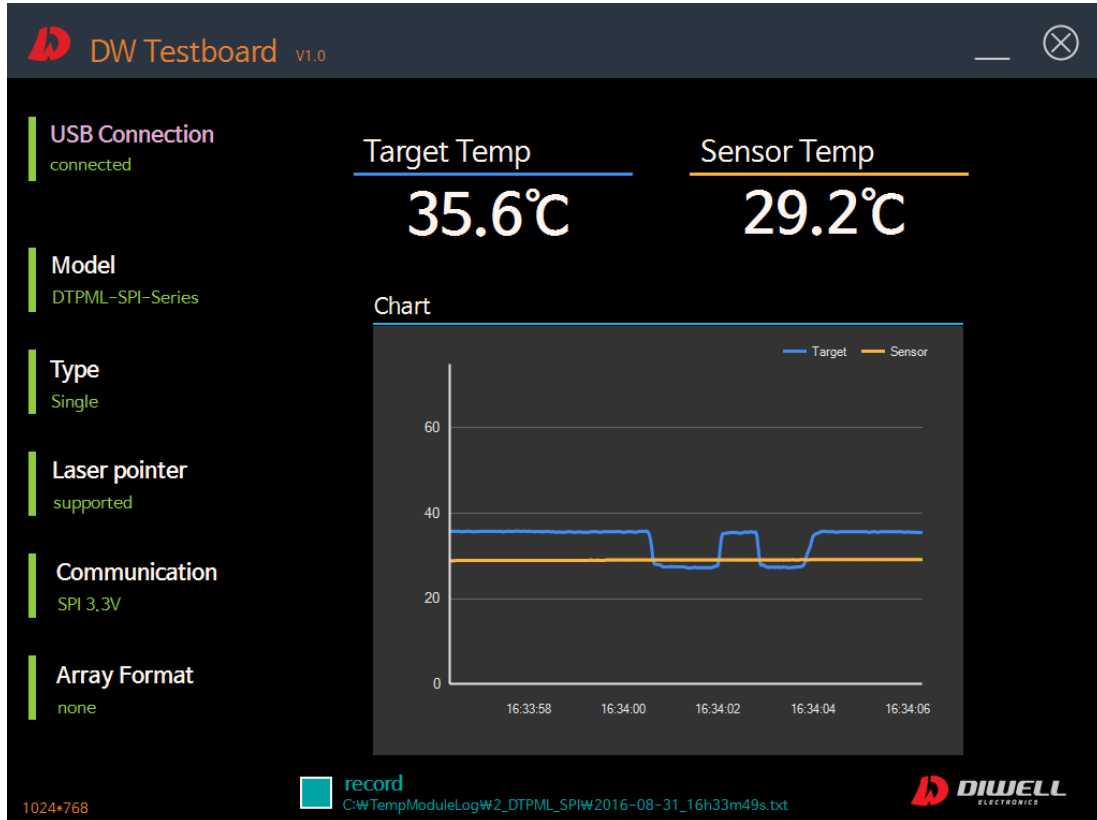 DW Testboard V1.0
USB Connection
connected
Target Temp
35.6℃
Sensor Temp
29.2℃
Model
DTPML-SPI-Series
Type
Single
Laser pointer
supported
Communication
SPI 3.3V
Array Format
none
Chart
Target Sensor
60
40
20
0
16:33:58 16:34:00 16:34:02 16:34:04 16:34:06
record
C:₩TempModuleLog₩2_DTPML_SPI₩2016-08-31_16h33m49s.txt
1024*768
DIWELL
ELECTRONICS